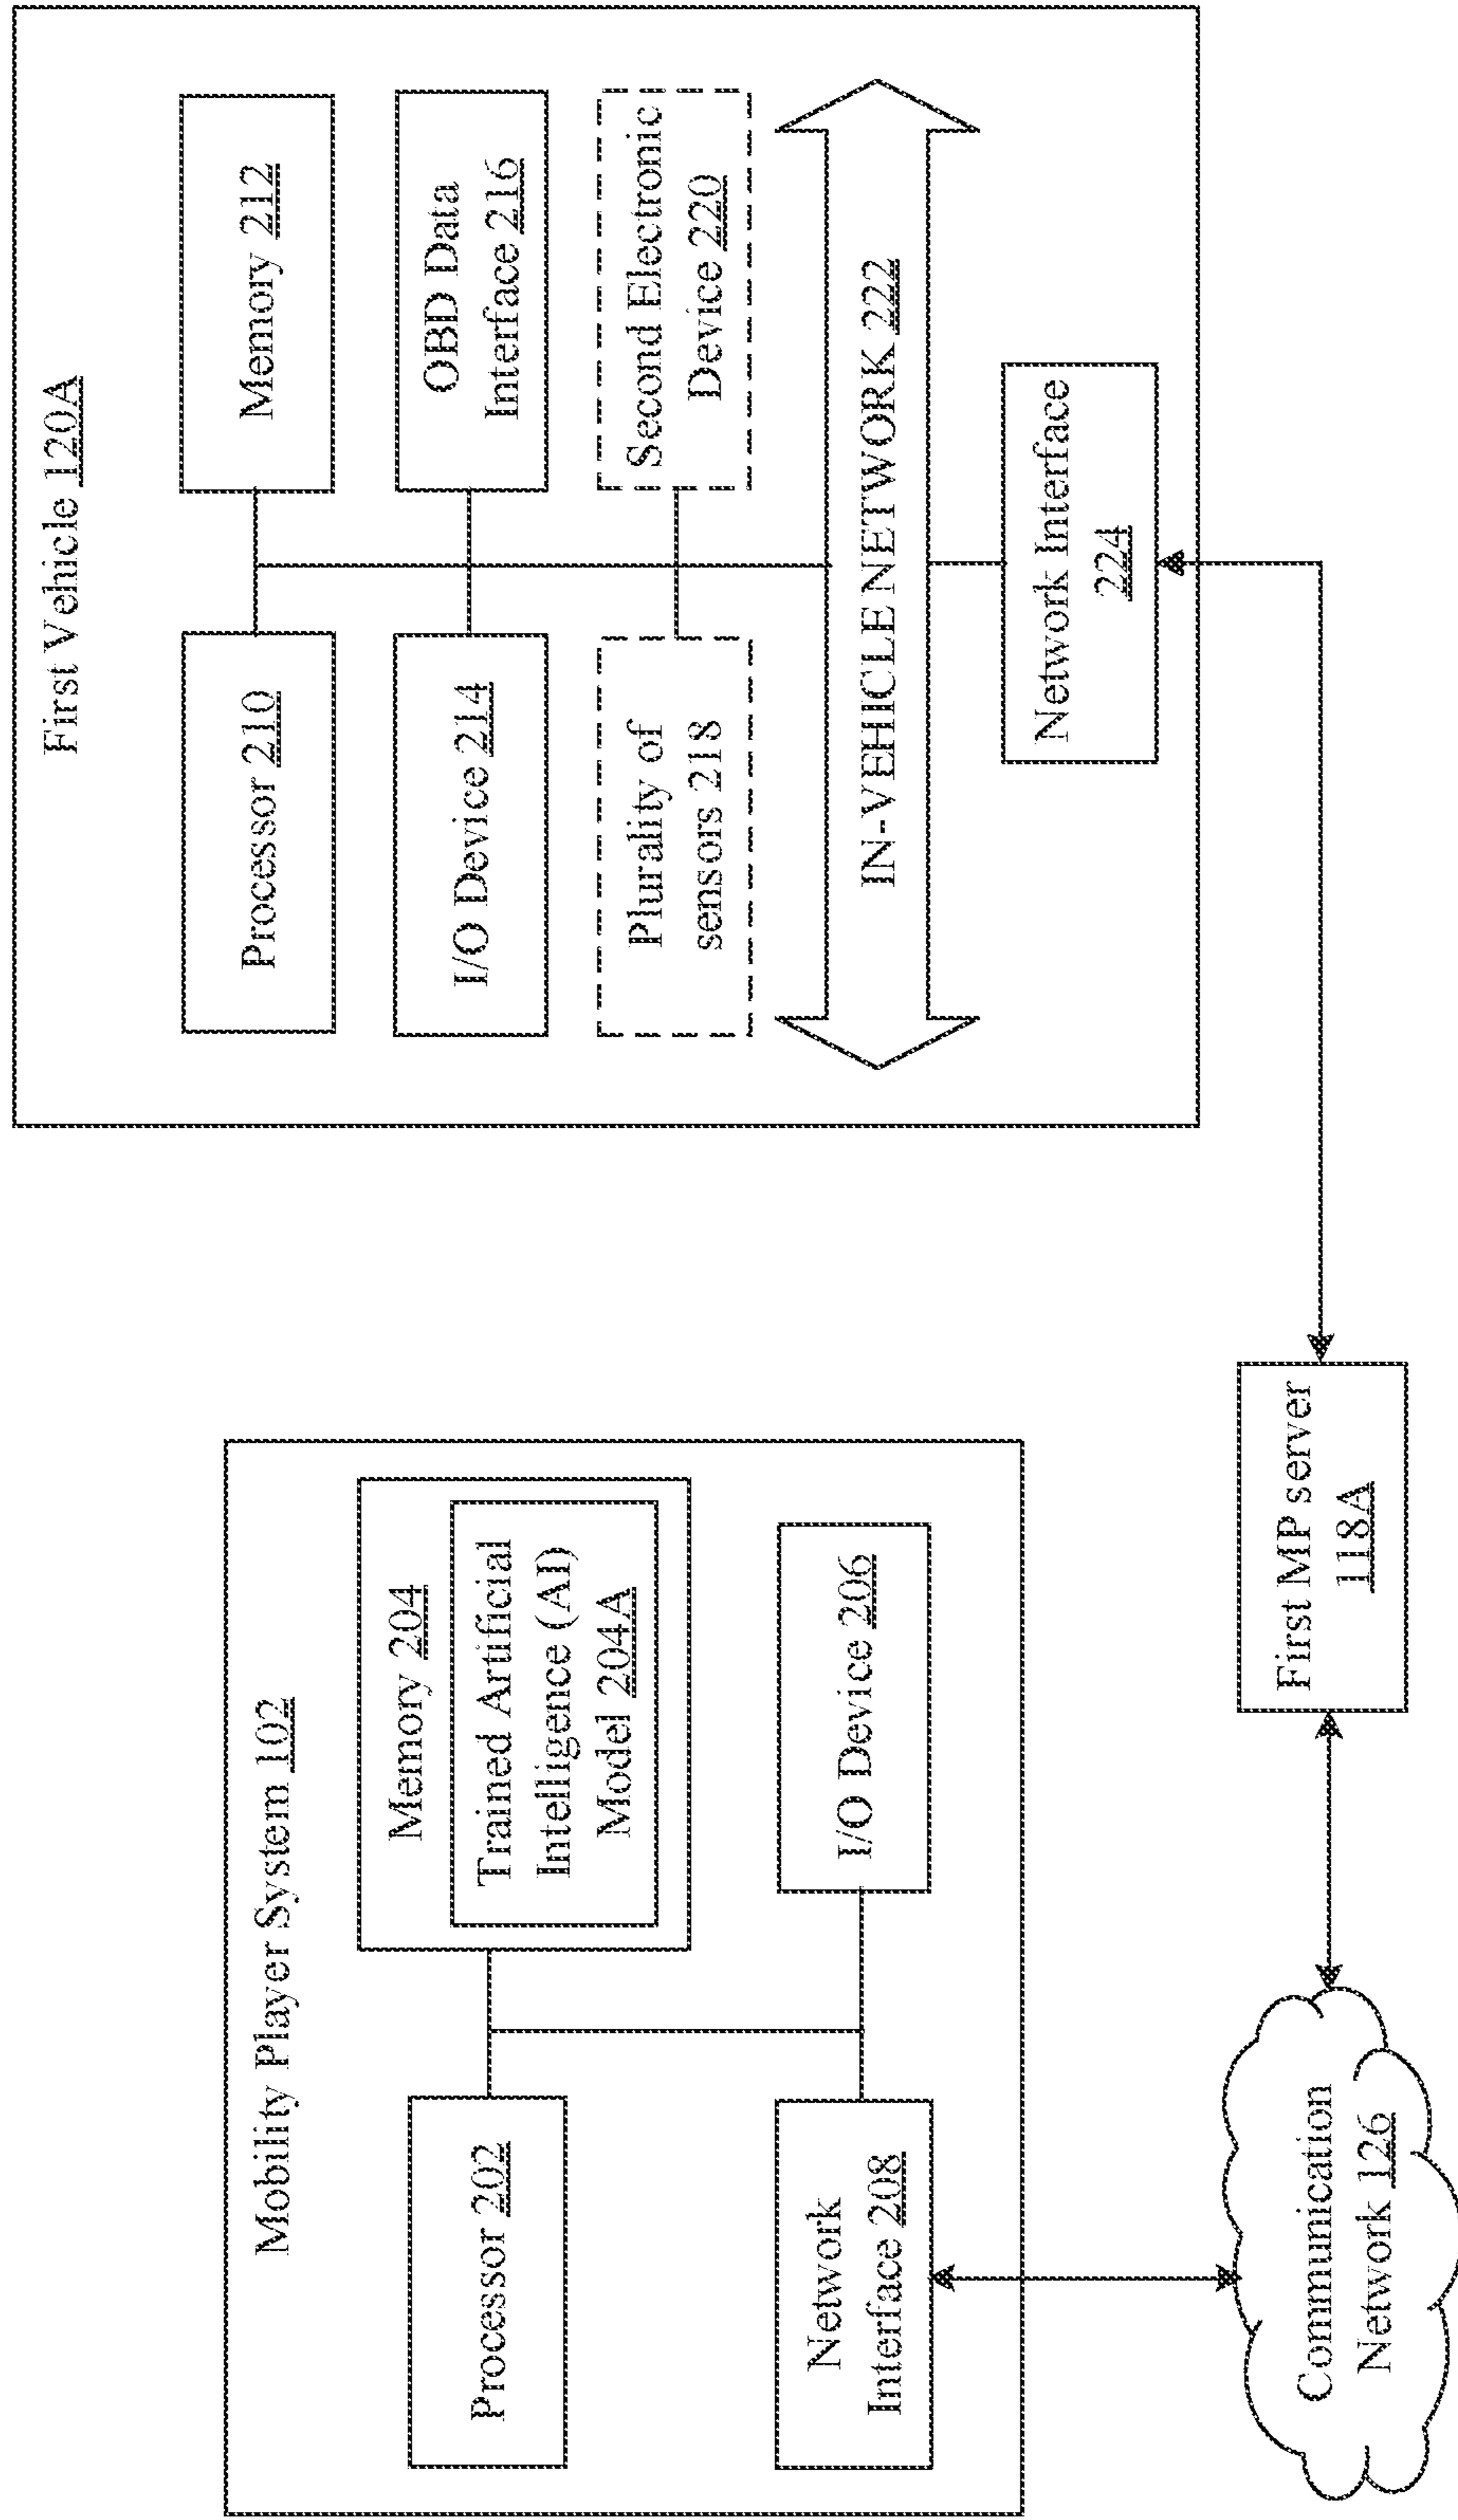 Mobility Player System 102
Processor 202
Memory 204
Trained Artificial
Intelligence (AI)
Model 204A
Network
Interface 208
I/O Device 206
Communication
Network 126
First MP server
118A
First Vehicle 120A
Processor 210
Memory 212
I/O Device 214
OBD Data
Interface 216
Plurality of
sensors 218
Second Electronic
Device 220
IN-VEHICLE NETWORK 222
Network Interface
224